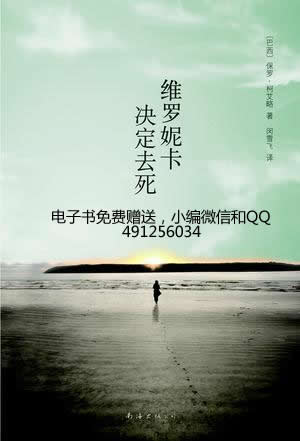 [巴西] 保罗·柯艾略 著
闵雪飞 译
维罗妮卡
决定去死
电子书免费赠送，小编微信和QQ
491256034
南海出版公司